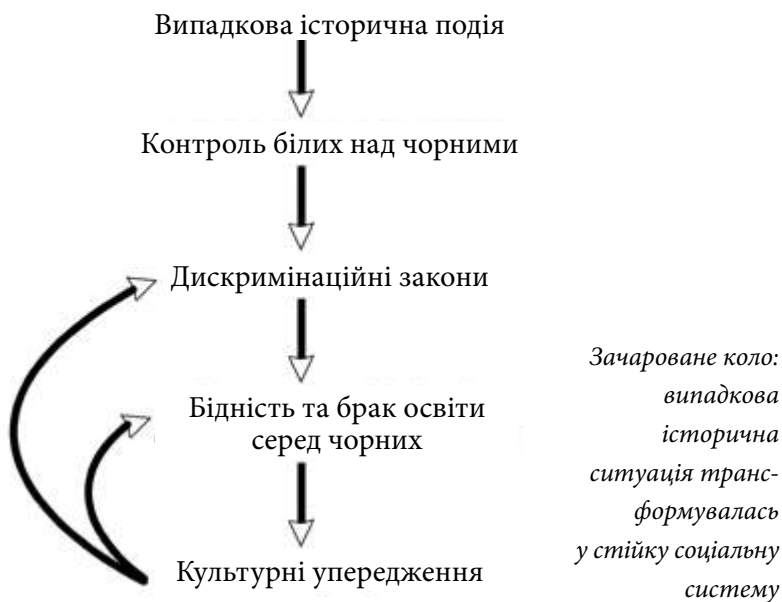 Випадкова історична подія
Контроль білих над чорними
Дискримінаційні закони
Бідність та брак освіти
серед чорних
Культурні упередження
Зачароване коло:
випадкова
історична
ситуація транс-
формувалась
у стійку соціальну
систему